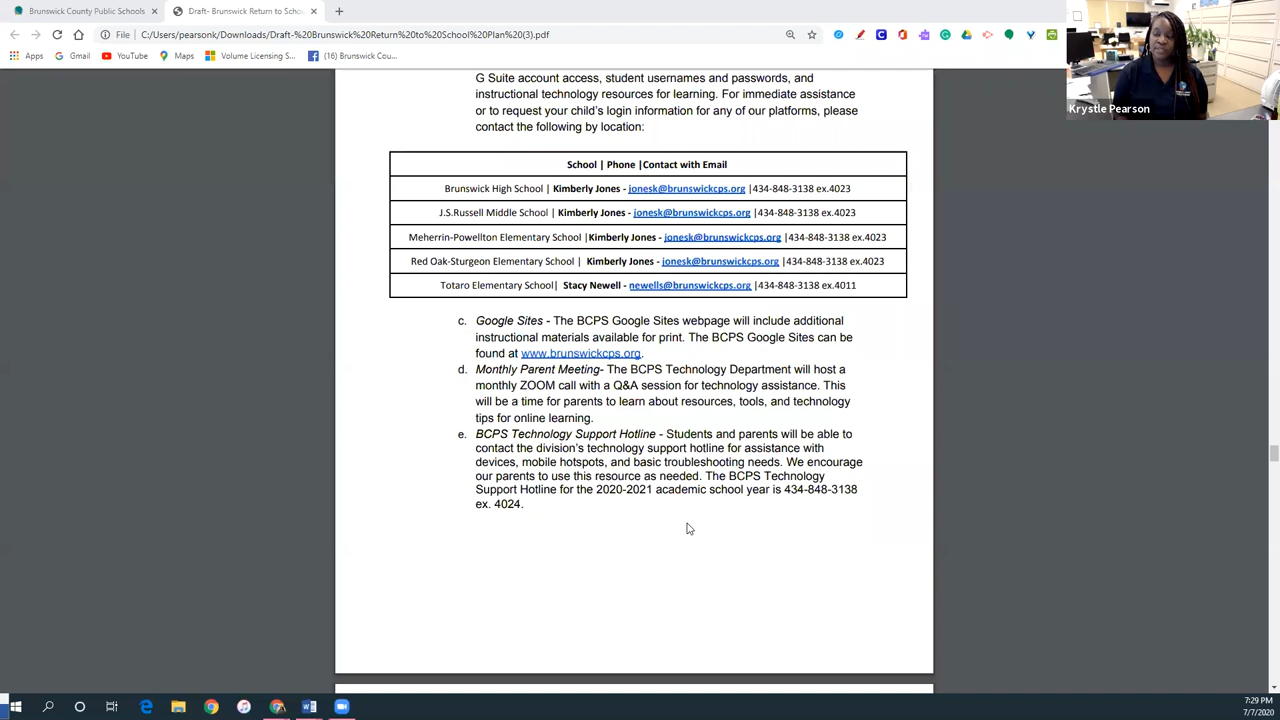 Brunswick County Public Schools
Draft- Brunswick Return to Scho
File | C:/Users/pearsonk/Downloads/Draft-%20Brunswick%20Return%20to%20School%20Plan%20(3).pdf
Apps Gmail YouTube Maps Volume Licensing S... (16) Brunswick Cou...
Krystle Pearson
G Suite account access, student usernames and passwords, and
instructional technology resources for learning. For immediate assistance
or to request your child's login information for any of our platforms, please
contact the following by location:
School | Phone |Contact with Email
Brunswick High School | Kimberly Jones - jonesk@brunswickcps.org |434-848-3138 ex.4023
J.S.Russell Middle School | Kimberly Jones - jonesk@brunswickcps.org |434-848-3138 ex.4023
Meherrin-Powellton Elementary School |Kimberly Jones - jonesk@brunswickcps.org |434-848-3138 ex.4023
Red Oak-Sturgeon Elementary School | Kimberly Jones - jonesk@brunswickcps.org |434-848-3138 ex.4023
Totaro Elementary School| Stacy Newell - newells@brunswickcps.org |434-848-3138 ex.4011
c. Google Sites - The BCPS Google Sites webpage will include additional
instructional materials available for print. The BCPS Google Sites can be
found at www.brunswickcps.org.
d. Monthly Parent Meeting- The BCPS Technology Department will host a
monthly ZOOM call with a Q&A session for technology assistance. This
will be a time for parents to learn about resources, tools, and technology
tips for online learning.
e. BCPS Technology Support Hotline - Students and parents will be able to
contact the division's technology support hotline for assistance with
devices, mobile hotspots, and basic troubleshooting needs. We encourage
our parents to use this resource as needed. The BCPS Technology
Support Hotline for the 2020-2021 academic school year is 434-848-3138
ex. 4024.
7:29 PM
7/7/2020